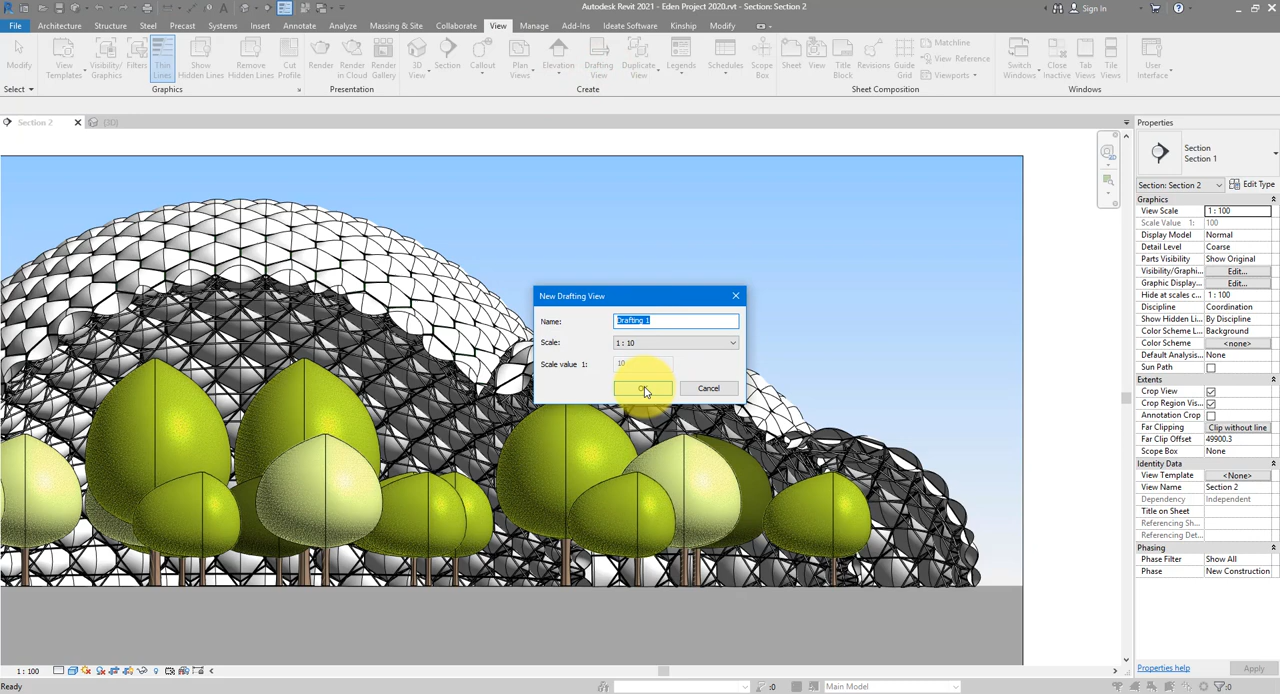 Autodesk Revit 2021 - Eden Project 2020.rvt - Section: Section 2
Sign In
File Architecture Structure Steel Precast Systems Insert Annotate Analyze Massing & Site Collaborate View Manage Add-Ins Ideate Software Kinship Modify
Modify
View Templates
Visibility/ Graphics
Filters
Thin Lines
Show Hidden Lines
Remove Hidden Lines
Cut Profile
Render
Render in Cloud
Render Gallery
3D View
Section
Callout
Plan Views
Elevation
Drafting View
Duplicate View
Legends
Schedules
Scope Box
Sheet
View
Title Block
Revisions
Guide Grid
Matchline
View Reference
Viewports
Switch Windows
Close Inactive
Tab Views
Tile Views
User Interface
Select
Graphics
Presentation
Create
Sheet Composition
Windows
Section 2
{3D}
2D
New Drafting View
Name: Drafting 1
Scale: 1 : 10
Scale value 1: 10
Cancel
Properties
Section
Section 1
Section: Section 2
Edit Type
Graphics
View Scale 1 : 100
Scale Value 1: 100
Display Model Normal
Detail Level Coarse
Parts Visibility Show Original
Visibility/Graphi... Edit...
Graphic Display... Edit...
Hide at scales c... 1 : 100
Discipline Coordination
Show Hidden Li... By Discipline
Color Scheme L... Background
Color Scheme <none>
Default Analysis... None
Sun Path
Extents
Crop View
Crop Region Vis...
Annotation Crop
Far Clipping Clip without line
Far Clip Offset 49900.3
Scope Box None
Identity Data
View Template <None>
View Name Section 2
Dependency Independent
Title on Sheet
Referencing Sh...
Referencing Det...
Phasing
Phase Filter Show All
Phase New Construction
Properties help
Apply
1 : 100
Ready
:0
Main Model
:0